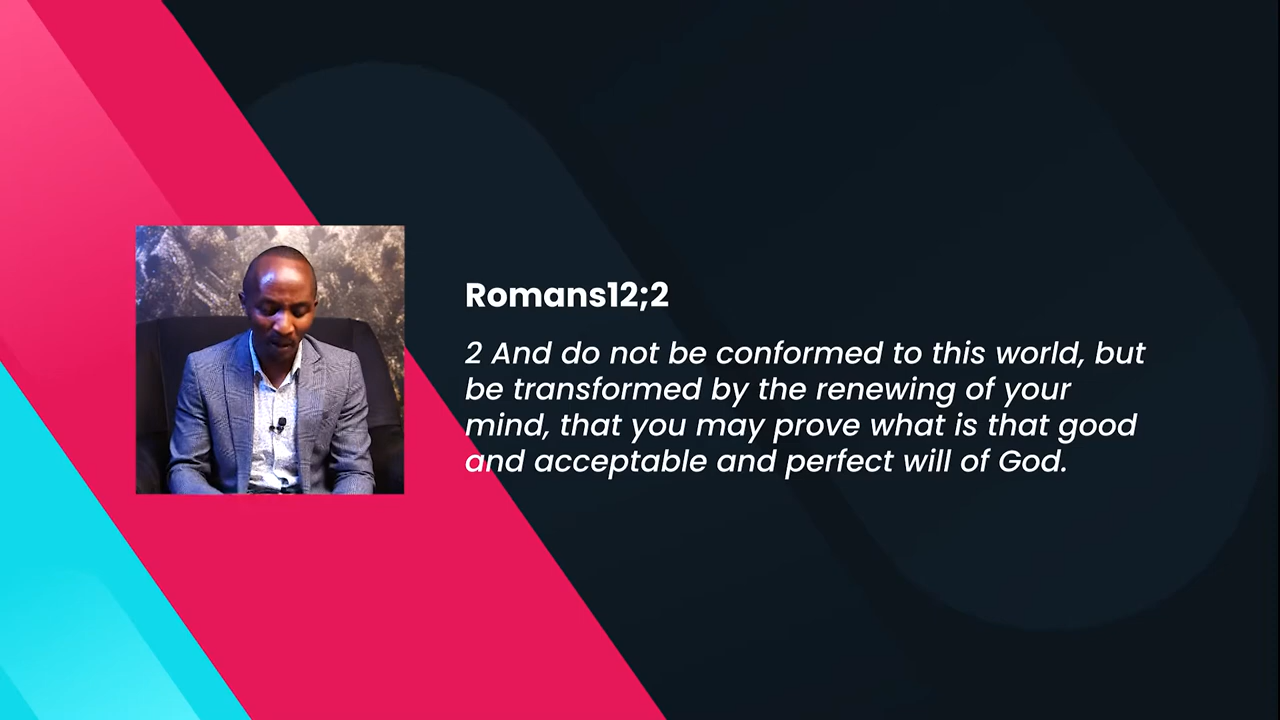 Romans12;2
2 And do not be conformed to this world, but
be transformed by the renewing of your
mind, that you may prove what is that good
and acceptable and perfect will of God.